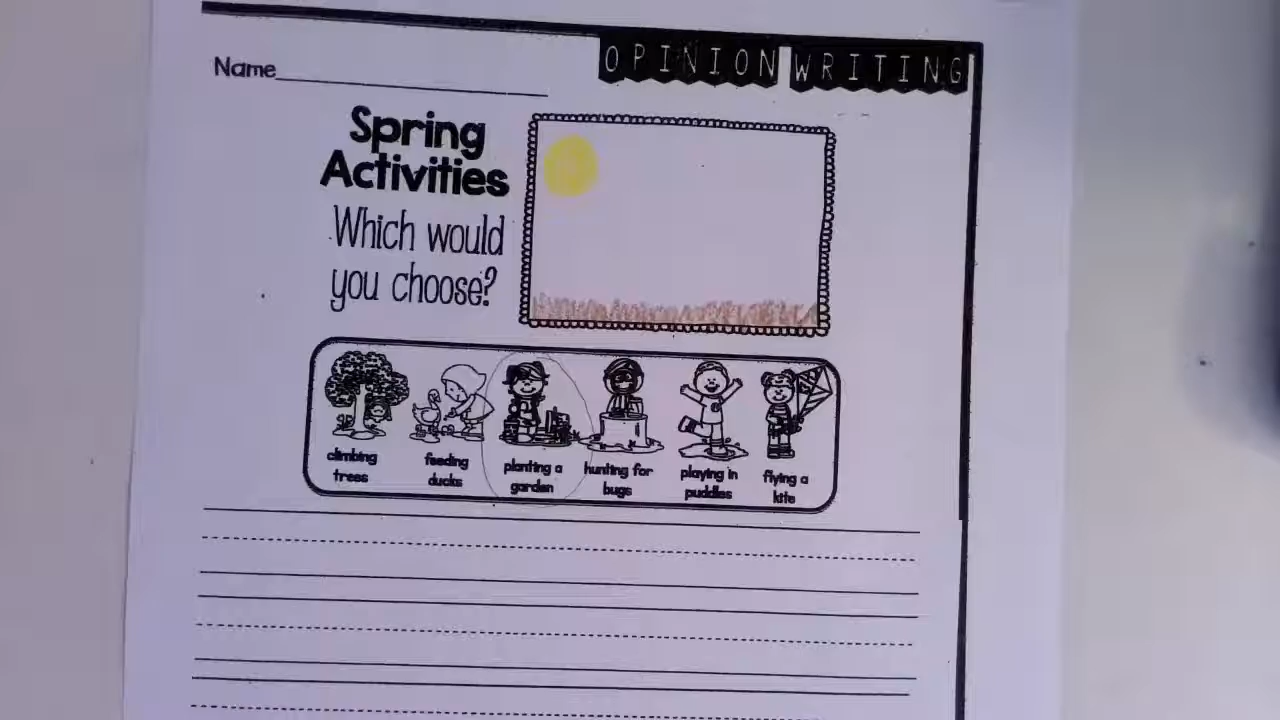 OPINION WRITING
Name
Spring
Activities
Which would
you choose?
climbing
trees
feeding
ducks
planting a
garden
hunting for
bugs
playing in
puddles
flying a
kite